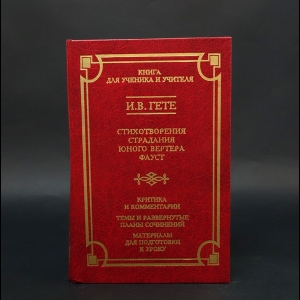 КНИГА
ДЛЯ УЧЕНИКА И УЧИТЕЛЯ
И.В. ГЕТЕ
СТИХОТВОРЕНИЯ
СТРАДАНИЯ
ЮНОГО ВЕРТЕРА
ФАУСТ
КРИТИКА
И КОММЕНТАРИИ
ТЕМЫ И РАЗВЕРНУТЫЕ
ПЛАНЫ СОЧИНЕНИЙ
МАТЕРИАЛЫ
ДЛЯ ПОДГОТОВКИ
К УРОКУ